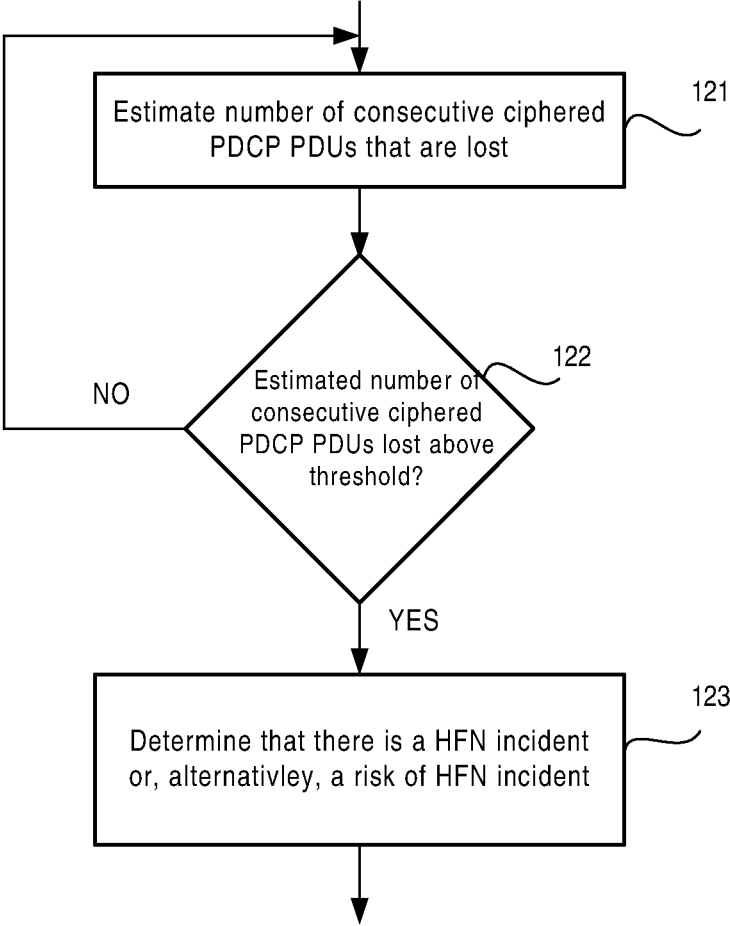 Estimate number of consecutive ciphered
PDCP PDUs that are lost
121
Estimated number of
consecutive ciphered
PDCP PDUs lost above
threshold?
122
NO
YES
Determine that there is a HFN incident
or, alternativley, a risk of HFN incident
123